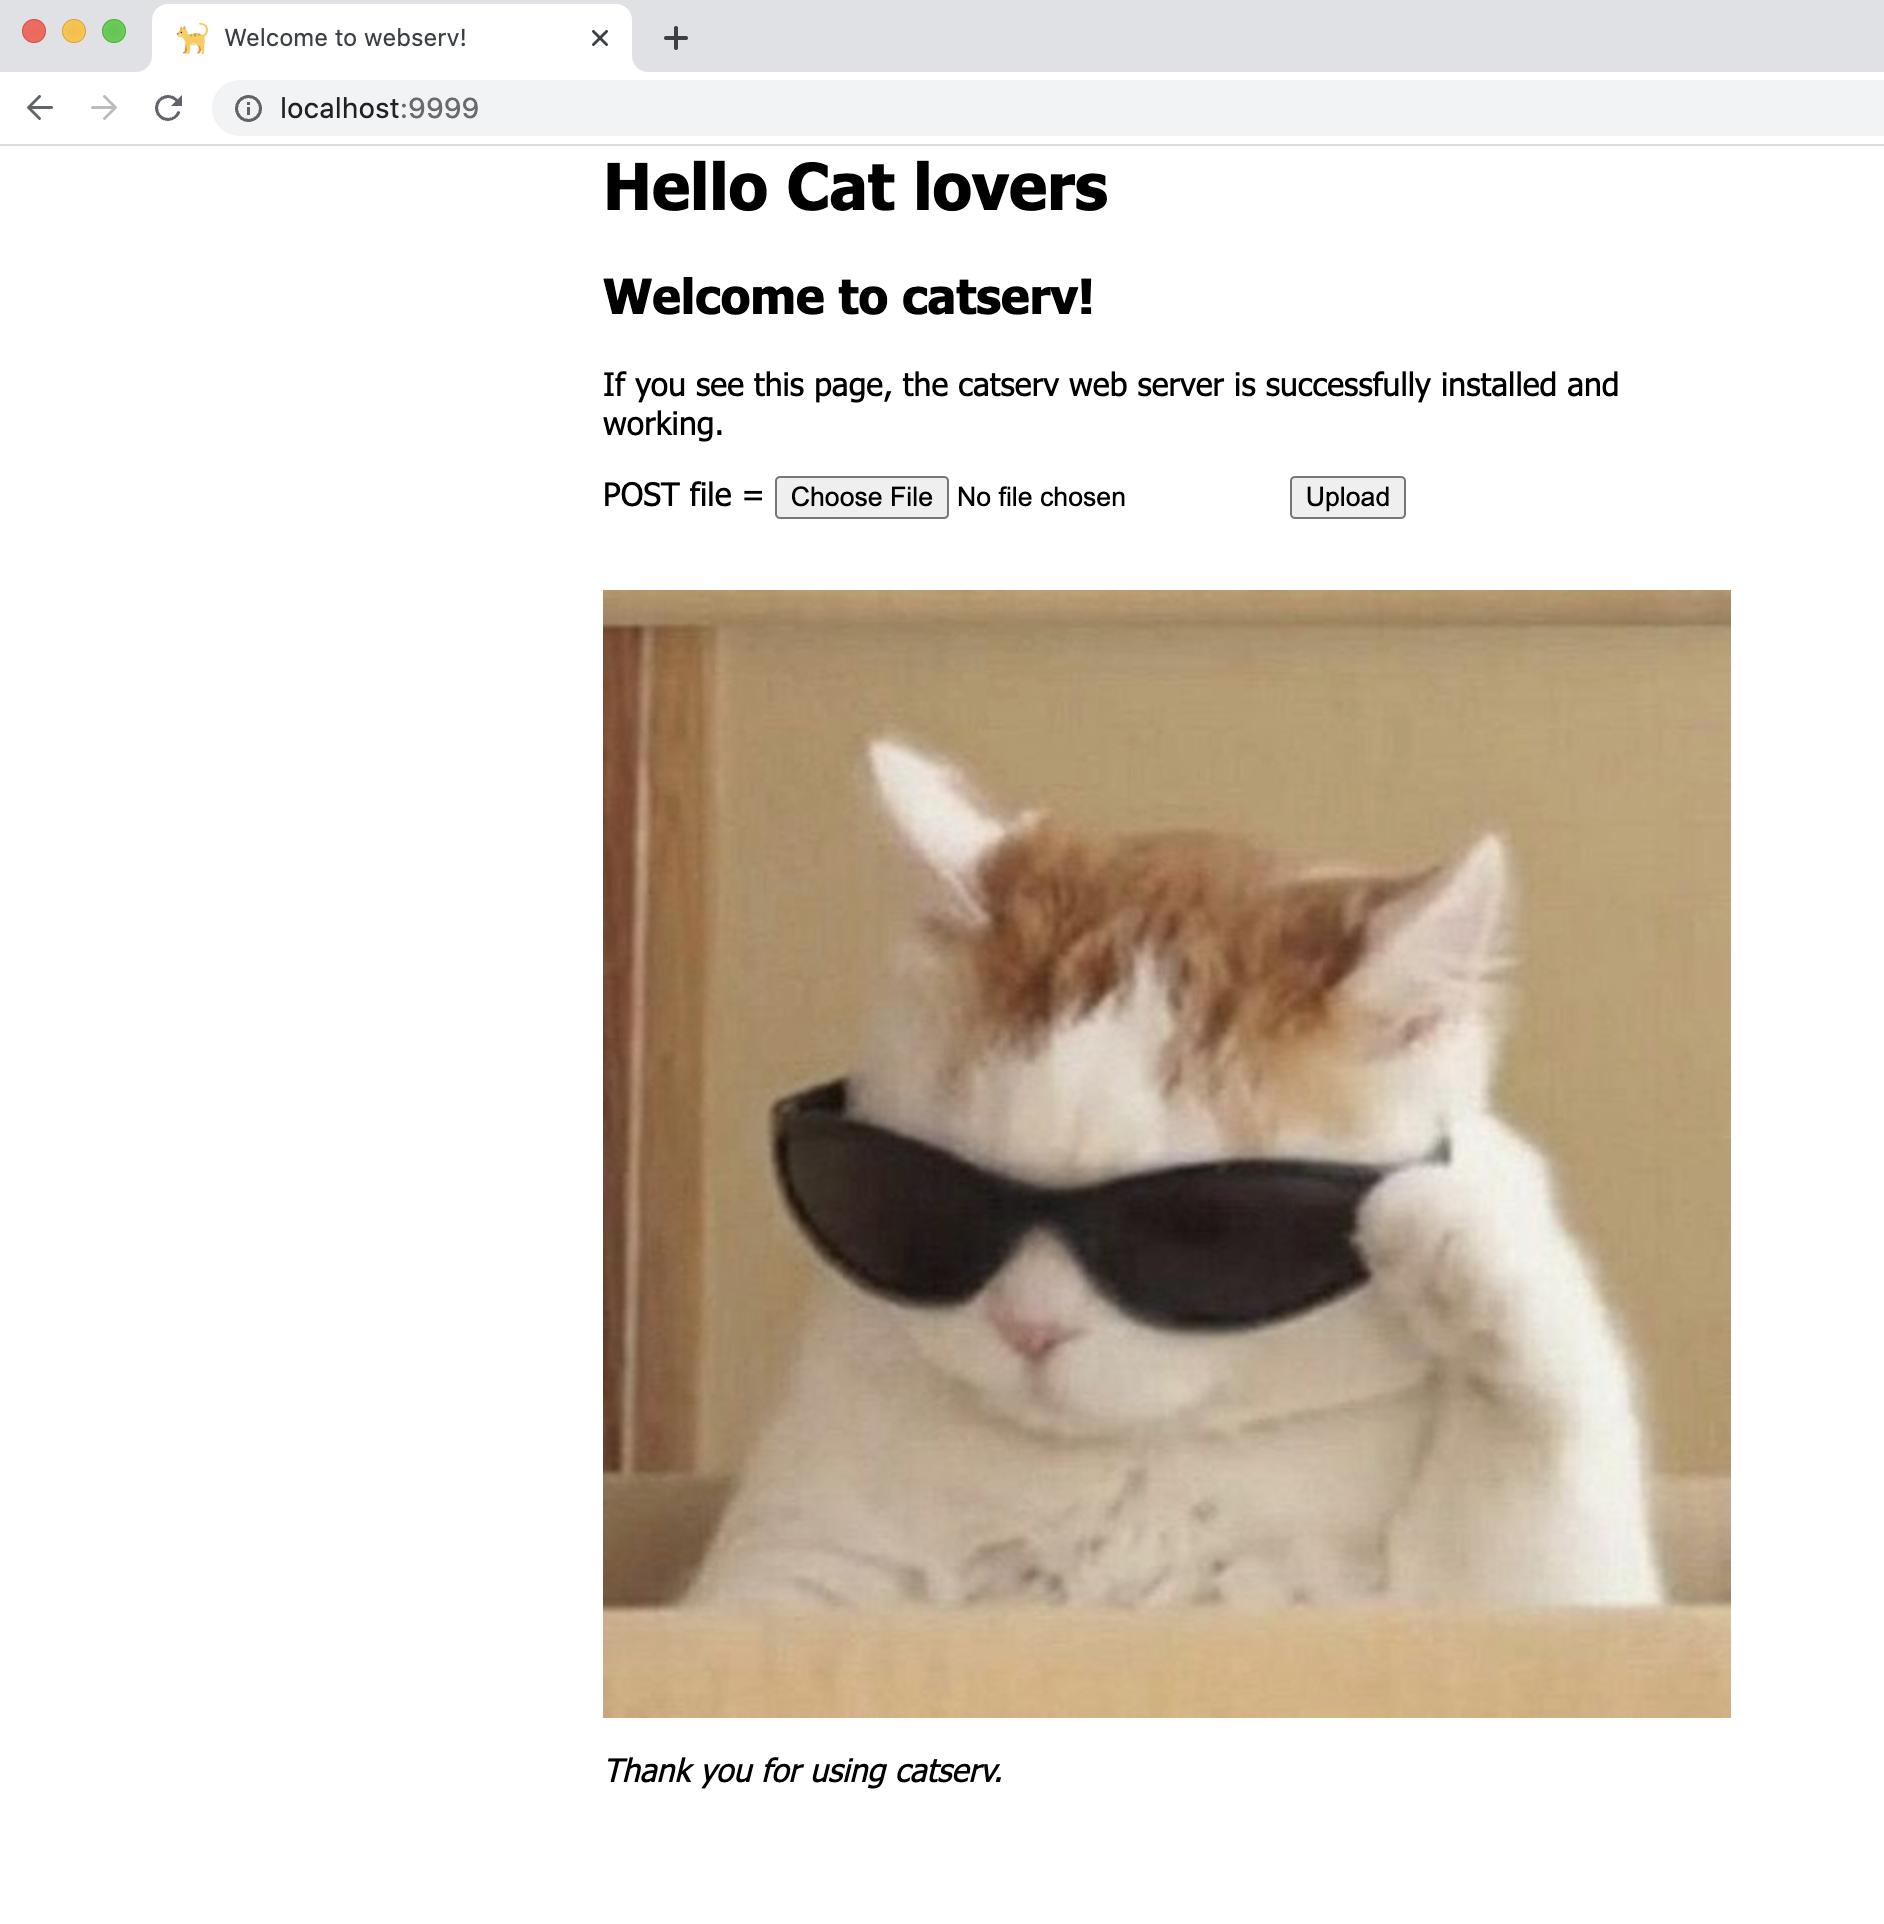 Welcome to webserv!
localhost:9999
Hello Cat lovers
Welcome to catserv!
If you see this page, the catserv web server is successfully installed and
working.
POST file = Choose File No file chosen Upload
Thank you for using catserv.